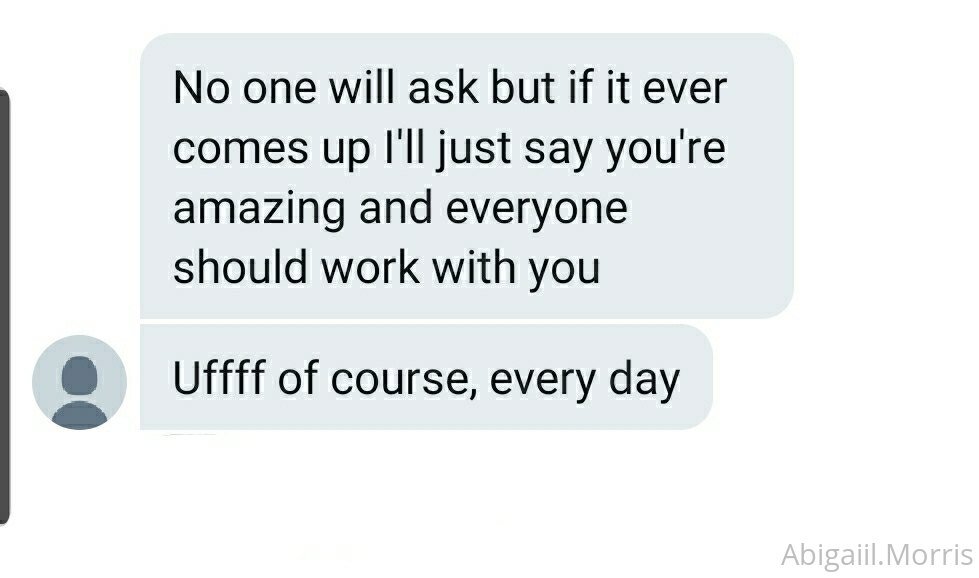 No one will ask but if it ever
comes up I'll just say you're
amazing and everyone
should work with you
Uffff of course, every day
Abigaiil.Morris